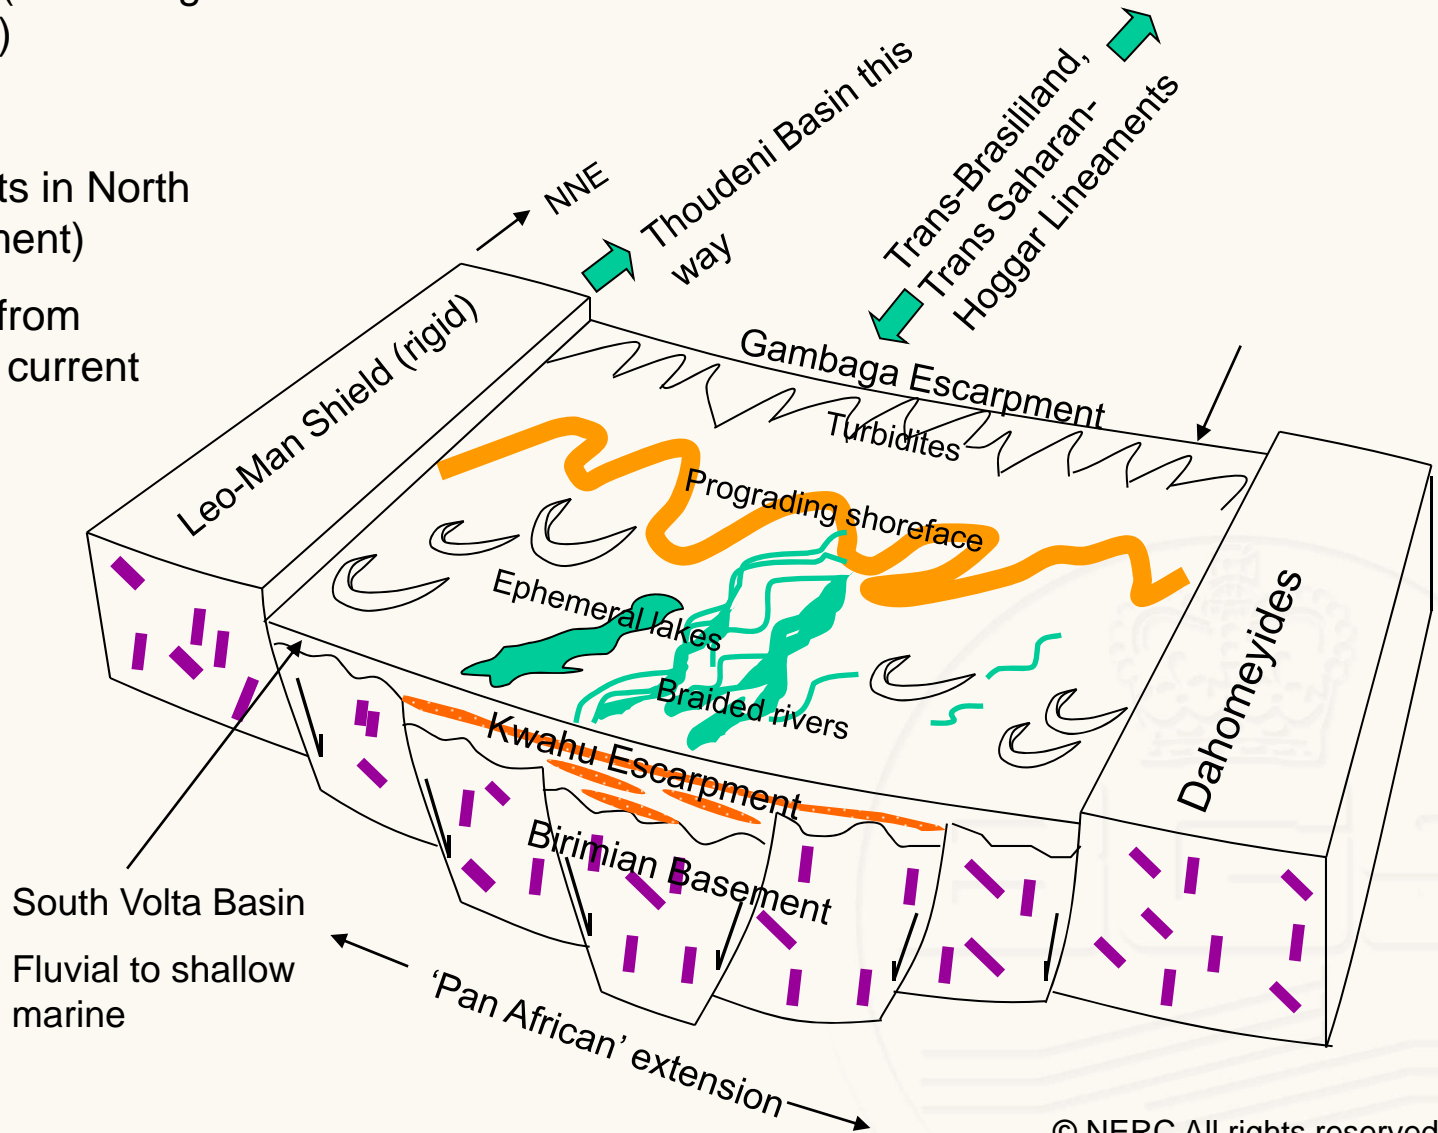 )
ts in North
nent)
from
current
NNE
Thoudeni Basin this
way
Trans-Brasililand,
Trans Saharan-
Hoggar Lineaments
Leo-Man Shield (rigid)
Gambaga Escarpment
Turbidites
Prograding shoreface
Ephemeral lakes
Braided rivers
Kwahu Escarpment
Birimian Basement
Dahomeyides
South Volta Basin
Fluvial to shallow
marine
‘Pan African’ extension
© NERC All rights reserved